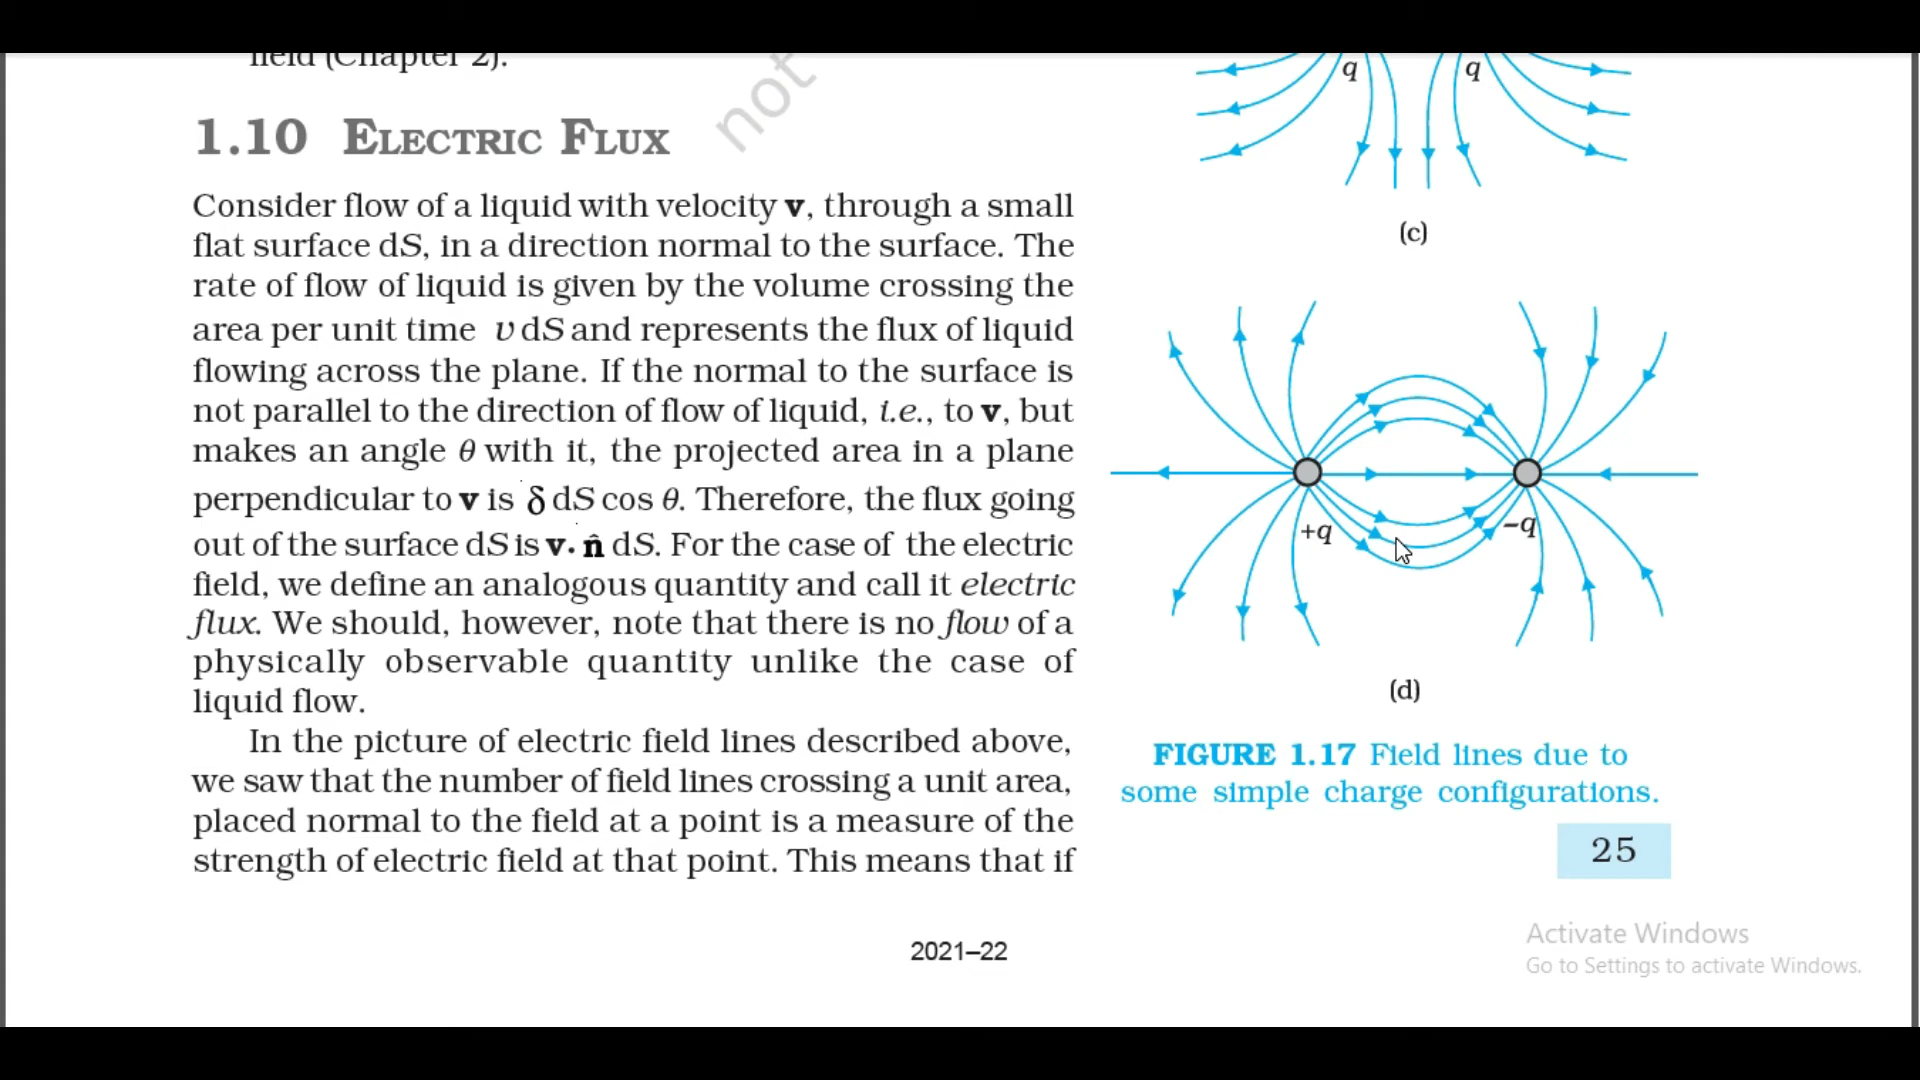 field (Chapter 2).
not
1.10 ELECTRIC FLUX
Consider flow of a liquid with velocity v, through a small
flat surface dS, in a direction normal to the surface. The
rate of flow of liquid is given by the volume crossing the
area per unit time v dS and represents the flux of liquid
flowing across the plane. If the normal to the surface is
not parallel to the direction of flow of liquid, i.e., to v, but
makes an angle θ with it, the projected area in a plane
perpendicular to v is δ dS cos θ. Therefore, the flux going
out of the surface dS is v. n̂ dS. For the case of the electric
field, we define an analogous quantity and call it electric
flux. We should, however, note that there is no flow of a
physically observable quantity unlike the case of
liquid flow.
In the picture of electric field lines described above,
we saw that the number of field lines crossing a unit area,
placed normal to the field at a point is a measure of the
strength of electric field at that point. This means that if
q q
(c)
+q –q
(d)
FIGURE 1.17 Field lines due to
some simple charge configurations.
25
2021–22
Activate Windows
Go to Settings to activate Windows.